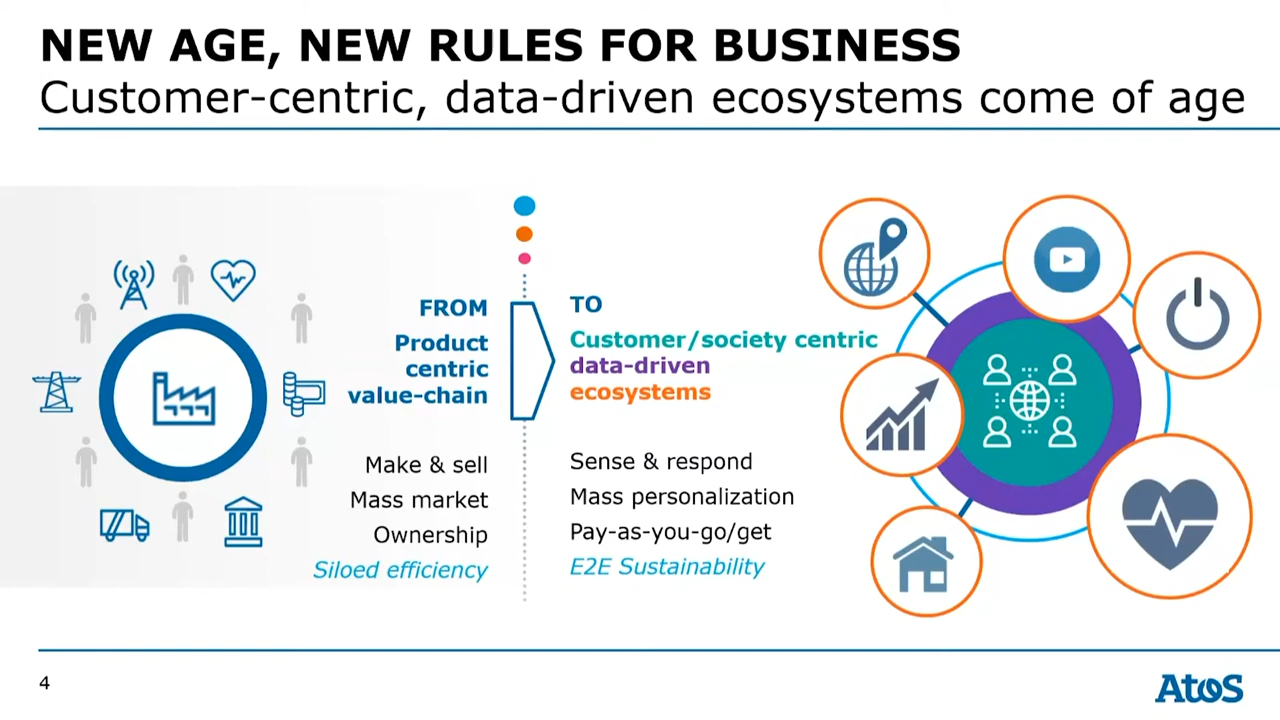 NEW AGE, NEW RULES FOR BUSINESS
Customer-centric, data-driven ecosystems come of age
FROM
Product
centric
value-chain
Make & sell
Mass market
Ownership
Siloed efficiency
TO
Customer/society centric
data-driven
ecosystems
Sense & respond
Mass personalization
Pay-as-you-go/get
E2E Sustainability
4
Atos